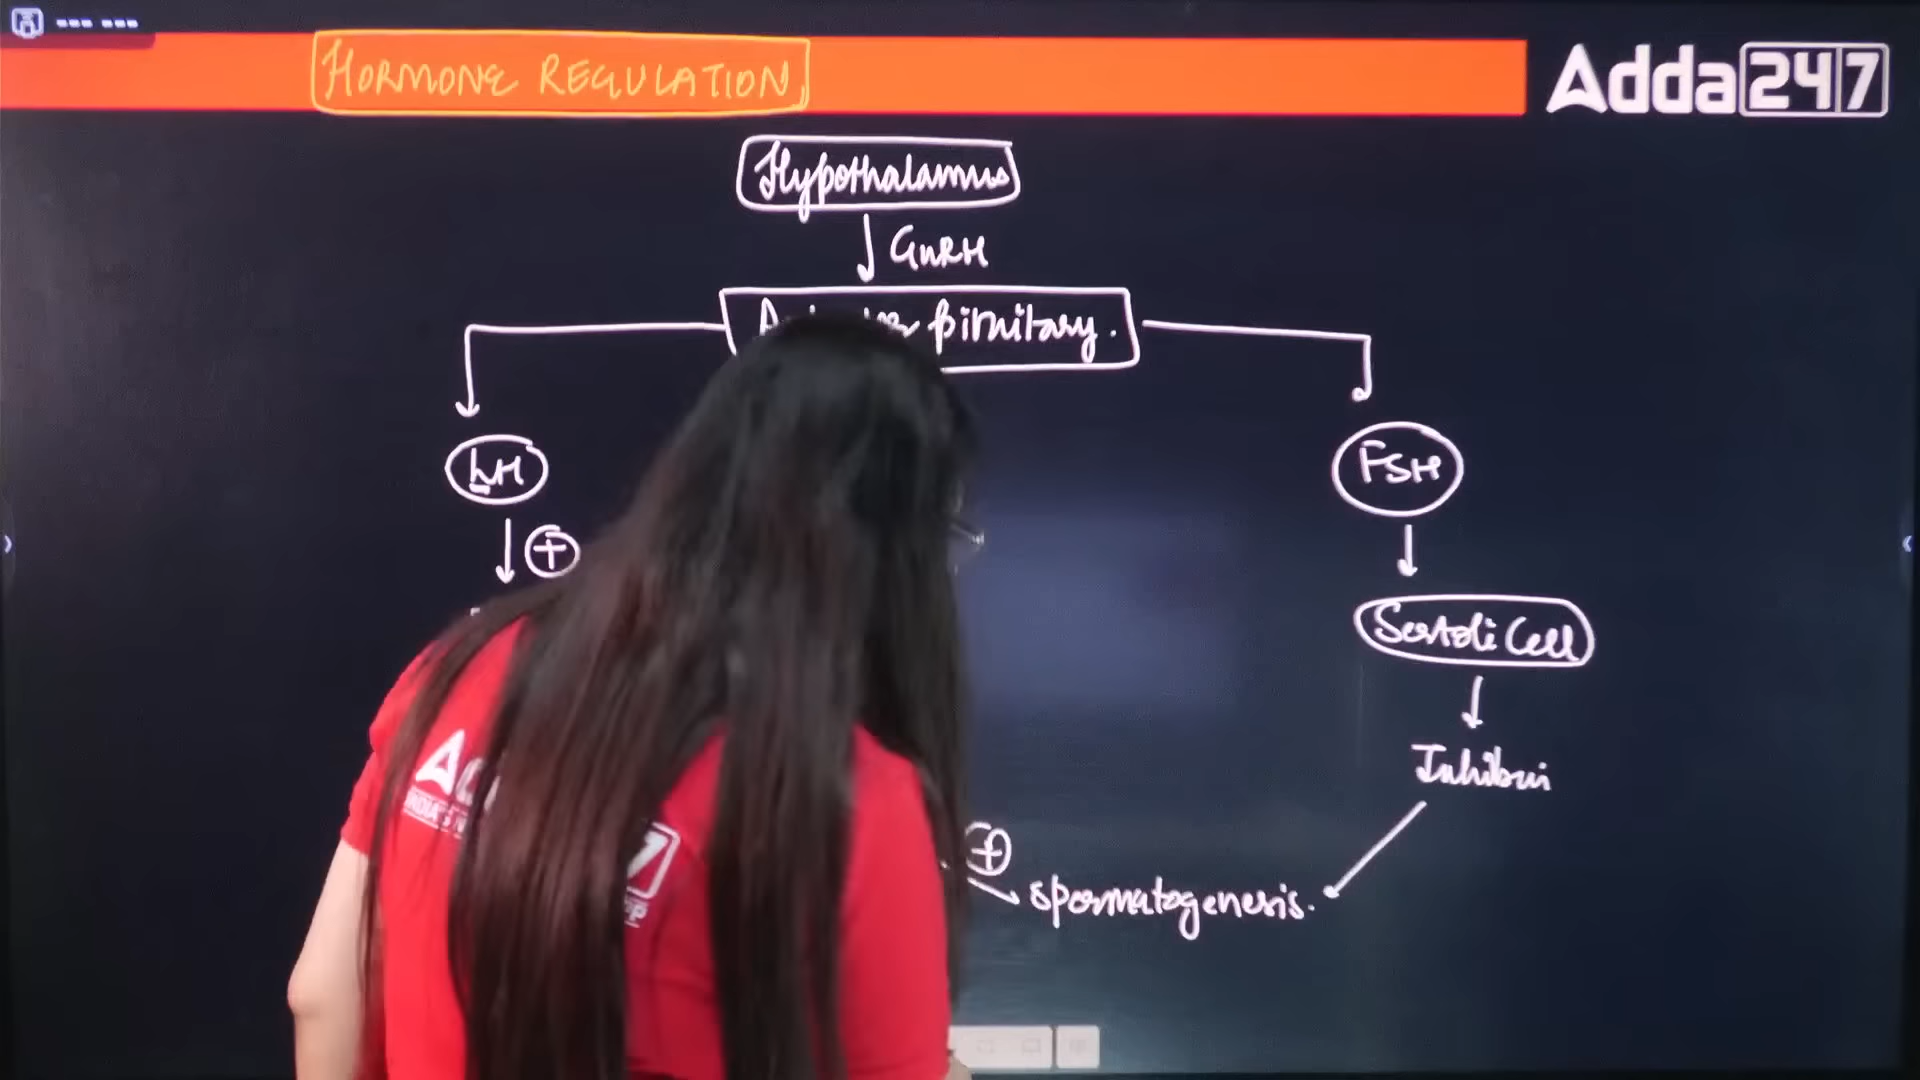 HORMONE REGULATION
Adda247
Hypothalamus
GnRH
pituitary.
LH
FSH
+
Sertoli Cell
Inhibin
+
spermatogenesis.